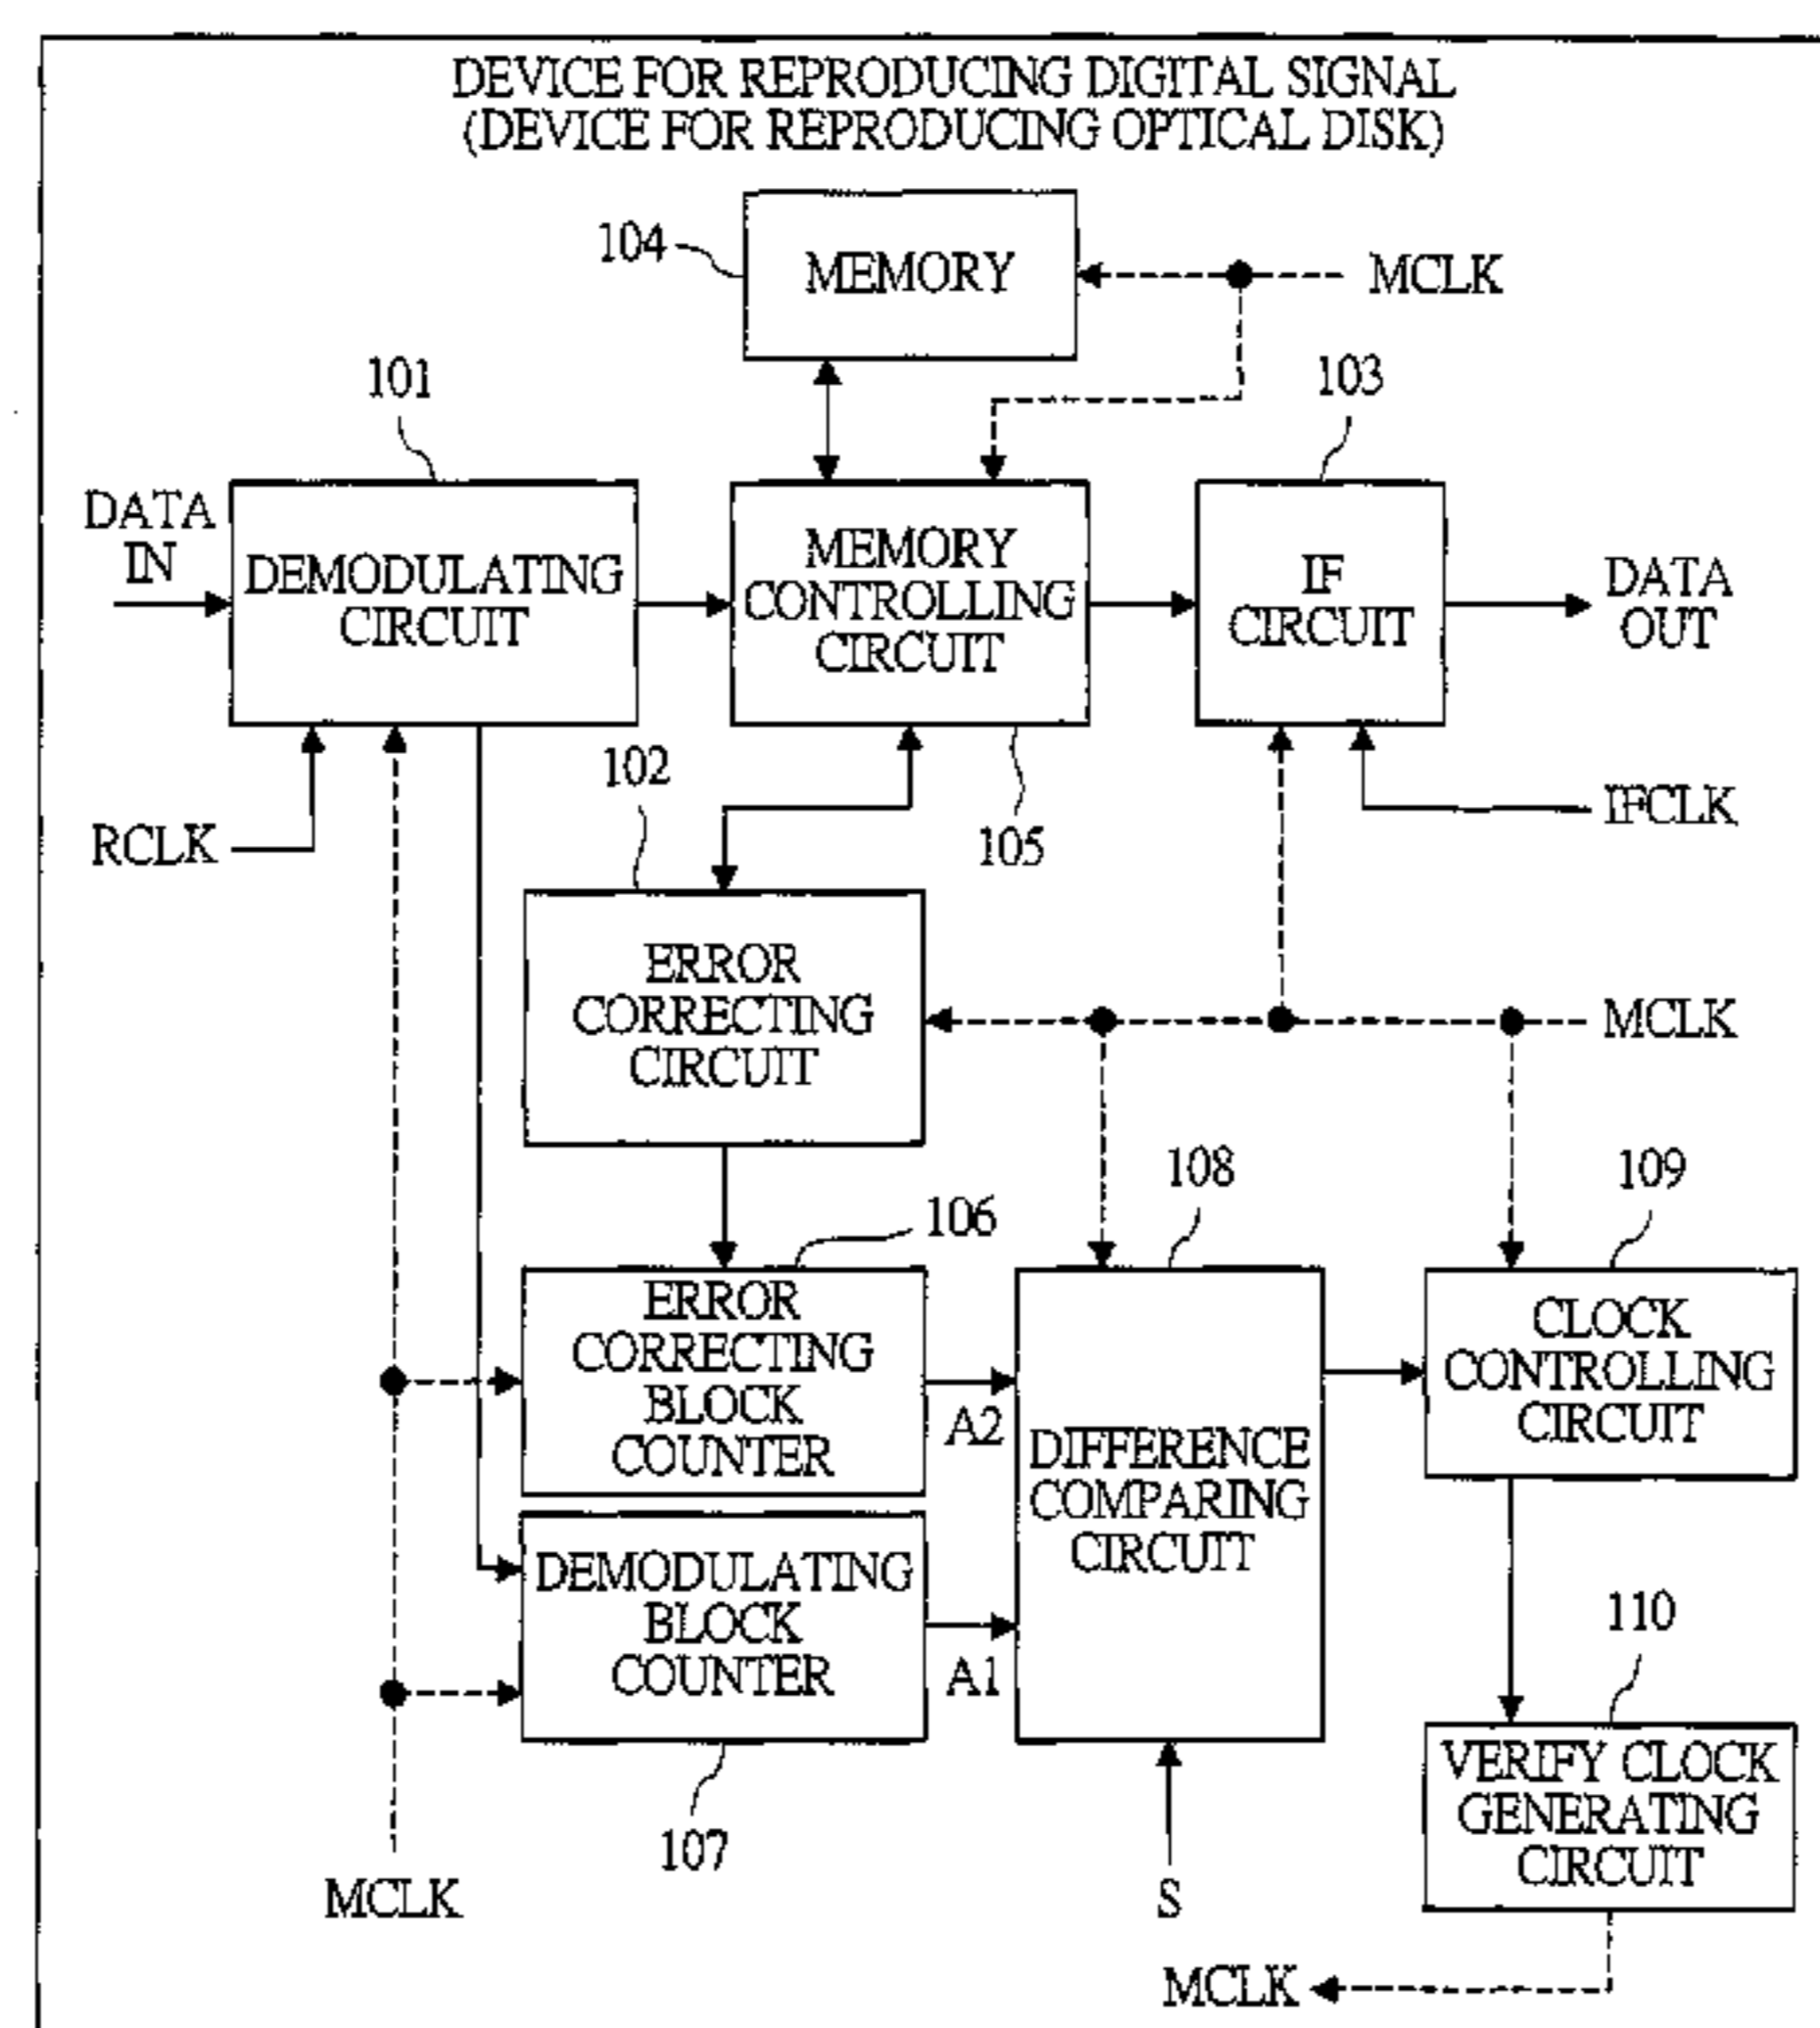 DEVICE FOR REPRODUCING DIGITAL SIGNAL
(DEVICE FOR REPRODUCING OPTICAL DISK)
104
MEMORY
MCLK
101
103
DATA
IN
DEMODULATING
CIRCUIT
MEMORY
CONTROLLING
CIRCUIT
IF
CIRCUIT
DATA
OUT
RCLK
102
105
IFCLK
ERROR
CORRECTING
CIRCUIT
MCLK
106
108
109
ERROR
CORRECTING
BLOCK
COUNTER
A2
DIFFERENCE
COMPARING
CIRCUIT
CLOCK
CONTROLLING
CIRCUIT
DEMODULATING
BLOCK
COUNTER
A1
110
107
VERIFY CLOCK
GENERATING
CIRCUIT
MCLK
S
MCLK